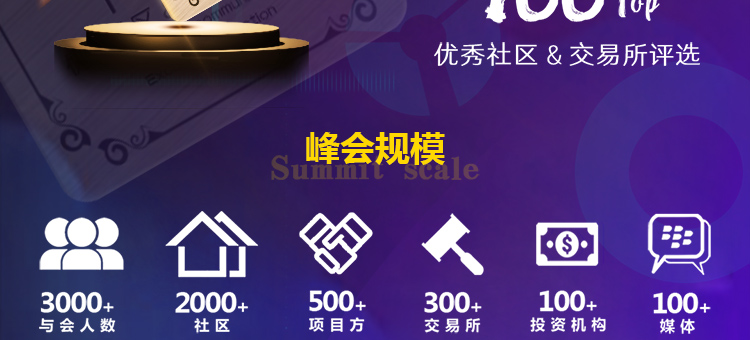 100 Top
优秀社区 & 交易所评选
峰会规模
Summit scale
3000+ 2000+ 500+ 300+ 100+ 100+
与会人数 社区 项目方 交易所 投资机构 媒体